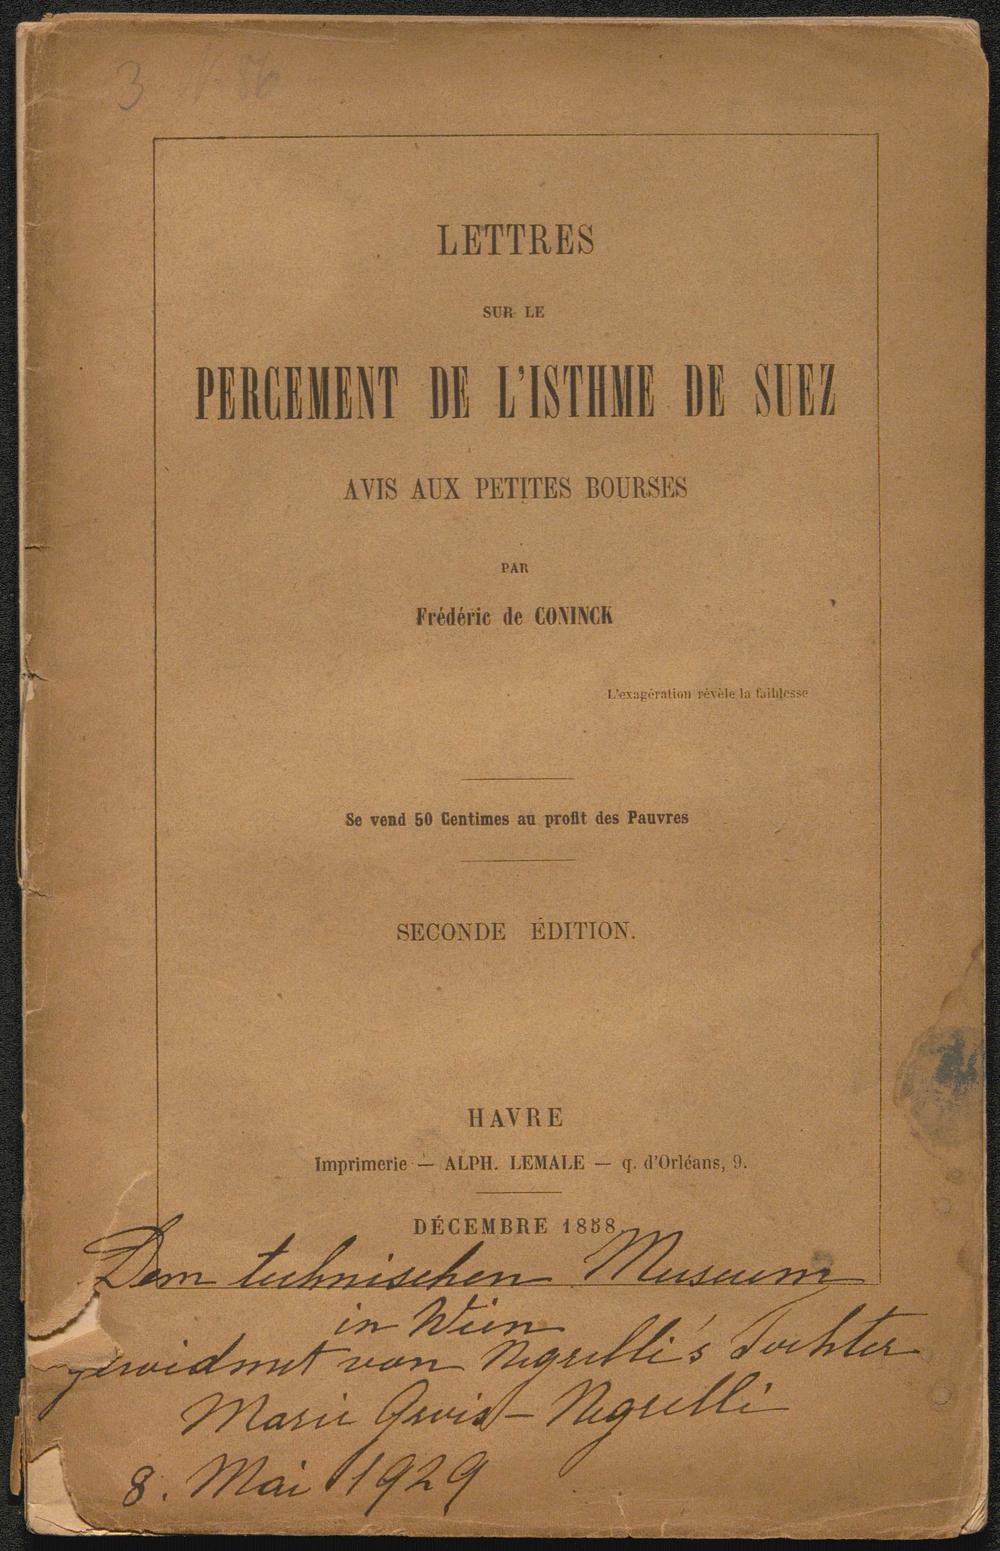 3
LETTRES
SUR LE
PERCEMENT DE L'ISTHME DE SUEZ
AVIS AUX PETITES BOURSES
PAR
Frédéric de CONINCK
L'exagération révèle la faiblesse
Se vend 50 Centimes au profit des Pauvres
SECONDE ÉDITION.
HAVRE
Imprimerie — ALPH. LEMALE — q. d'Orléans, 9.
DÉCEMBRE 1858
Dem technischen Museum
in Wien
gewidmet von Negrelli's Tochter
Marie Grois-Negrelli
8. Mai 1929